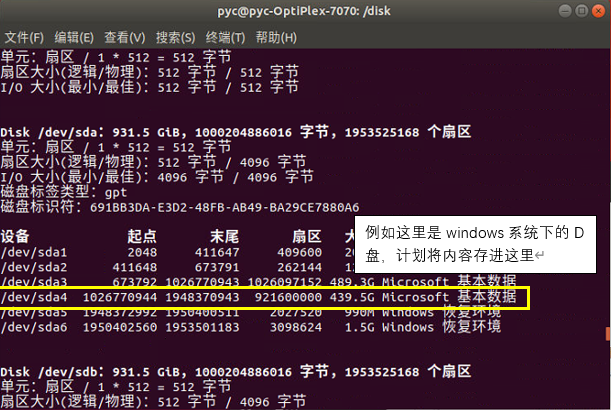 pyc@pyc-OptiPlex-7070: /disk
文件(F) 编辑(E) 查看(V) 搜索(S) 终端(T) 帮助(H)
单元：扇区 / 1 * 512 = 512 字节
扇区大小(逻辑/物理)：512 字节 / 512 字节
I/O 大小(最小/最佳)：512 字节 / 512 字节
Disk /dev/sda：931.5 GiB，1000204886016 字节，1953525168 个扇区
单元：扇区 / 1 * 512 = 512 字节
扇区大小(逻辑/物理)：512 字节 / 4096 字节
I/O 大小(最小/最佳)：4096 字节 / 4096 字节
磁盘标签类型：gpt
磁盘标识符：691BB3DA-E3D2-48FB-AB49-BA29CE7880A6
例如这里是 windows 系统下的 D
盘，计划将内容存进这里
设备 起点 末尾 扇区
/dev/sda1 2048 411647 409600
/dev/sda2 411648 673791 262144
/dev/sda3 673792 1026770943 1026097152 489.3G Microsoft 基本数据
/dev/sda4 1026770944 1948370943 921600000 439.5G Microsoft 基本数据
/dev/sda5 1948372992 1950400511 2027520 990M Windows 恢复环境
/dev/sda6 1950402560 1953501183 3098624 1.5G Windows 恢复环境
Disk /dev/sdb：931.5 GiB，1000204886016 字节，1953525168 个扇区
单元：扇区 / 1 * 512 = 512 字节
扇区大小(逻辑/物理)：512 字节 / 4096 字节